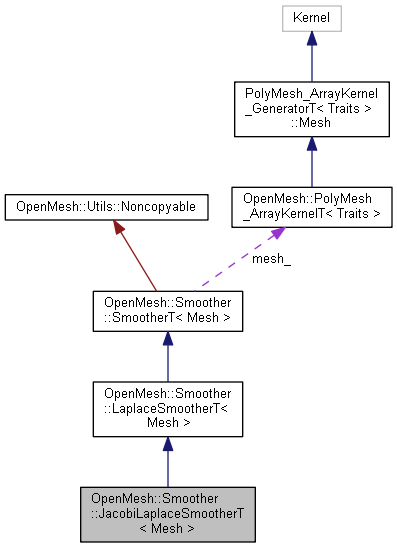 Kernel
PolyMesh_ArrayKernel
_GeneratorT< Traits >
::Mesh
OpenMesh::Utils::Noncopyable
OpenMesh::PolyMesh
_ArrayKernelT< Traits >
mesh_
OpenMesh::Smoother
::SmootherT< Mesh >
OpenMesh::Smoother
::LaplaceSmootherT<
Mesh >
OpenMesh::Smoother
::JacobiLaplaceSmootherT
< Mesh >